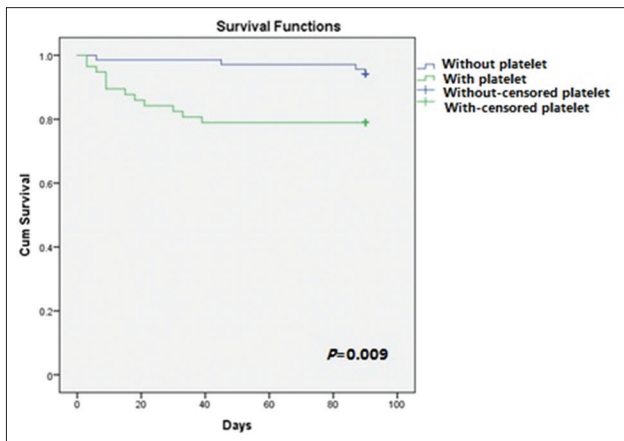 Survival Functions
Without platelet
With platelet
Without-censored platelet
With-censored platelet
1.0
0.8
0.6
0.4
0.2
0
Cum Survival
P=0.009
0 20 40 60 80 100
Days